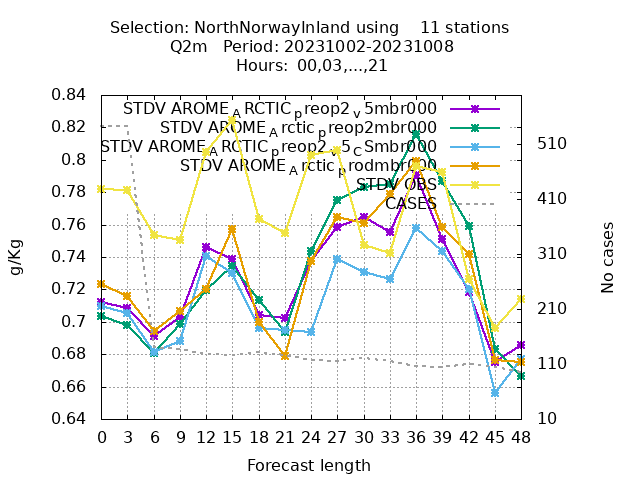 Selection: NorthNorwayInland using    11 stations
Q2m   Period: 20231002-20231008
Hours: 00,03,...,21
STDV AROME_ARCTIC_preop2_v5mbr000
STDV AROME_Arctic_preop2mbr000
STDV AROME_ARCTIC_preop2_v5_CSmbr000
STDV AROME_Arctic_prodmbr000
STDV OBS
CASES
g/Kg
0.84
0.82
0.8
0.78
0.76
0.74
0.72
0.7
0.68
0.66
0.64
510
410
310
210
110
10
No cases
0 3 6 9 12 15 18 21 24 27 30 33 36 39 42 45 48
Forecast length